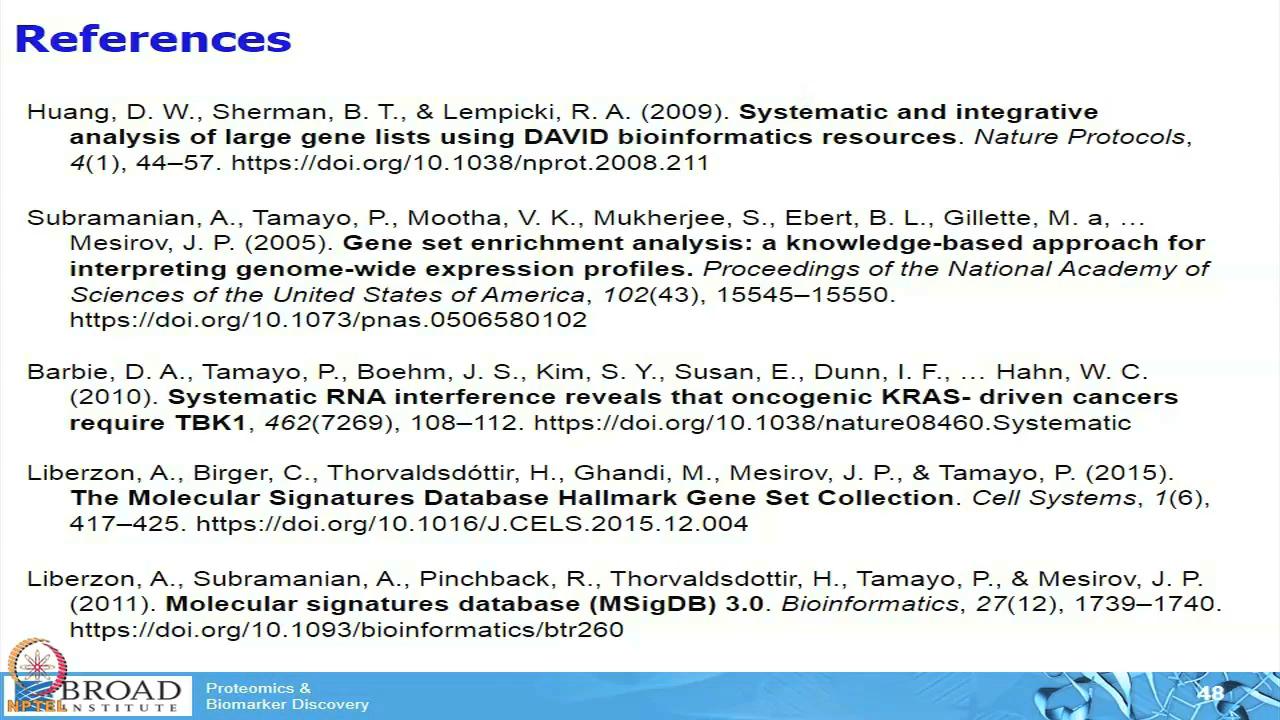 References
Huang, D. W., Sherman, B. T., & Lempicki, R. A. (2009). Systematic and integrative
analysis of large gene lists using DAVID bioinformatics resources. Nature Protocols,
4(1), 44–57. https://doi.org/10.1038/nprot.2008.211
Subramanian, A., Tamayo, P., Mootha, V. K., Mukherjee, S., Ebert, B. L., Gillette, M. a, …
Mesirov, J. P. (2005). Gene set enrichment analysis: a knowledge-based approach for
interpreting genome-wide expression profiles. Proceedings of the National Academy of
Sciences of the United States of America, 102(43), 15545–15550.
https://doi.org/10.1073/pnas.0506580102
Barbie, D. A., Tamayo, P., Boehm, J. S., Kim, S. Y., Susan, E., Dunn, I. F., … Hahn, W. C.
(2010). Systematic RNA interference reveals that oncogenic KRAS- driven cancers
require TBK1, 462(7269), 108–112. https://doi.org/10.1038/nature08460.Systematic
Liberzon, A., Birger, C., Thorvaldsdóttir, H., Ghandi, M., Mesirov, J. P., & Tamayo, P. (2015).
The Molecular Signatures Database Hallmark Gene Set Collection. Cell Systems, 1(6),
417–425. https://doi.org/10.1016/J.CELS.2015.12.004
Liberzon, A., Subramanian, A., Pinchback, R., Thorvaldsdottir, H., Tamayo, P., & Mesirov, J. P.
(2011). Molecular signatures database (MSigDB) 3.0. Bioinformatics, 27(12), 1739–1740.
https://doi.org/10.1093/bioinformatics/btr260
BROAD
INSTITUTE
NPTEL
Proteomics &
Biomarker Discovery
48